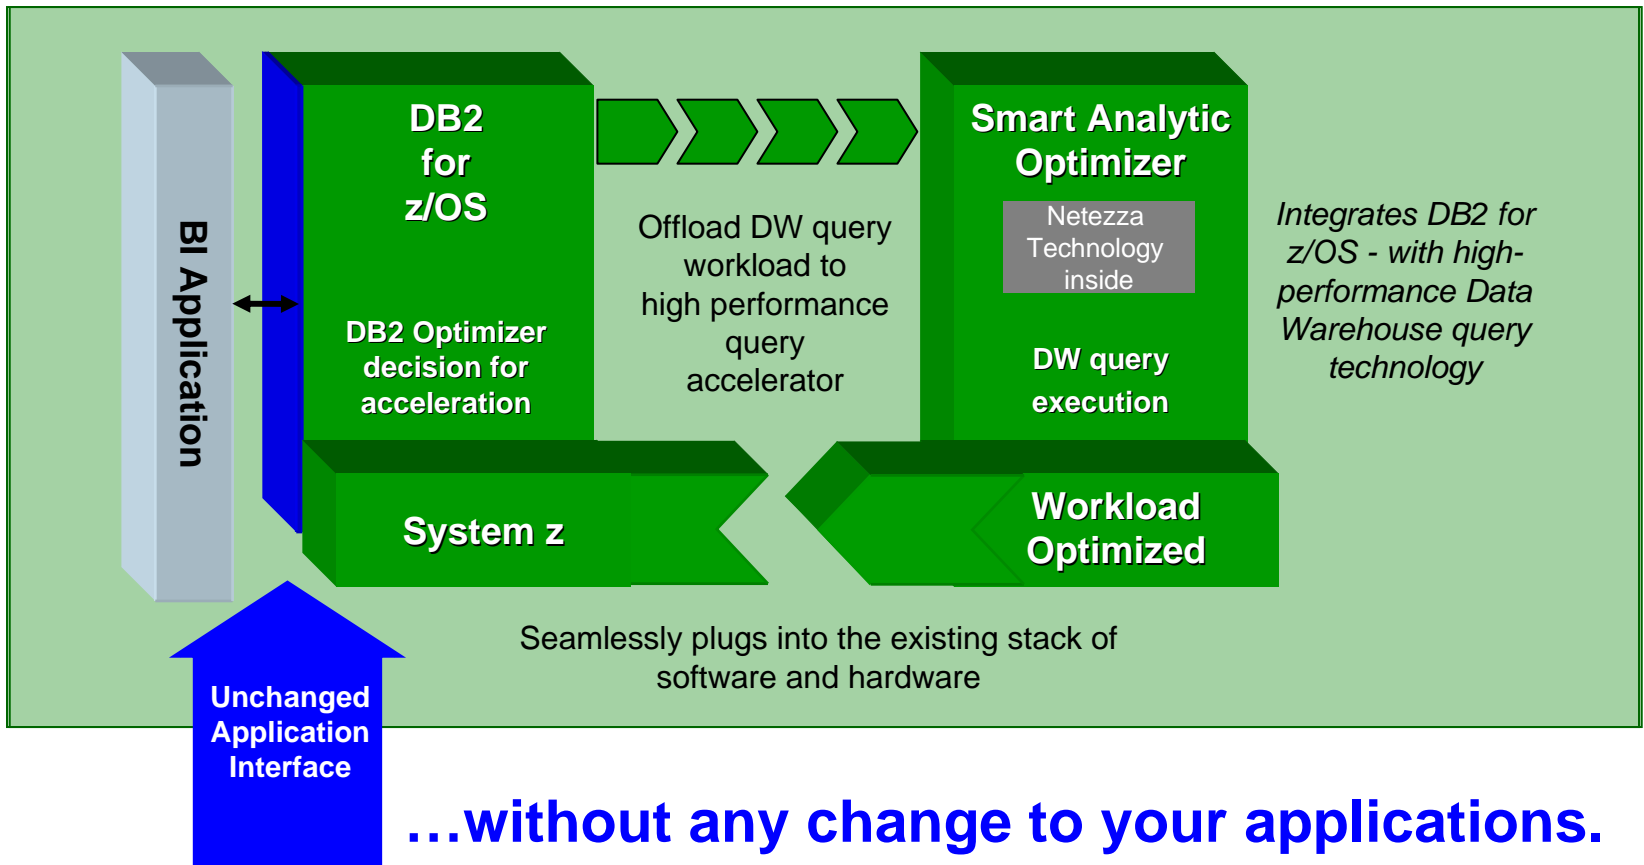 BI Application
DB2
for
z/OS
DB2 Optimizer
decision for
acceleration
Offload DW query
workload to
high performance
query
accelerator
Smart Analytic
Optimizer
Netezza
Technology
inside
DW query
execution
Integrates DB2 for
z/OS - with high-
performance Data
Warehouse query
technology
System z
Workload
Optimized
Seamlessly plugs into the existing stack of
software and hardware
Unchanged
Application
Interface
…without any change to your applications.